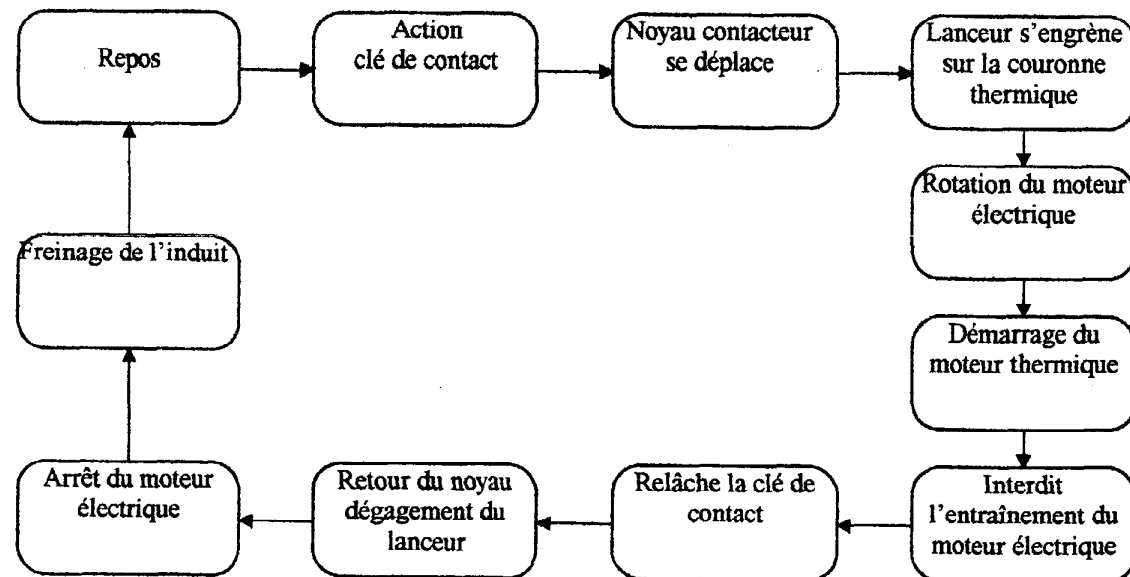 Repos
Action
clé de contact
Noyau contacteur
se déplace
Lanceur s'engrène
sur la couronne
thermique
Rotation du moteur
électrique
Démarrage du
moteur thermique
Interdit
l'entraînement du
moteur électrique
Relâche la clé de
contact
Retour du noyau
dégagement du
lanceur
Arrêt du moteur
électrique
Freinage de l'induit